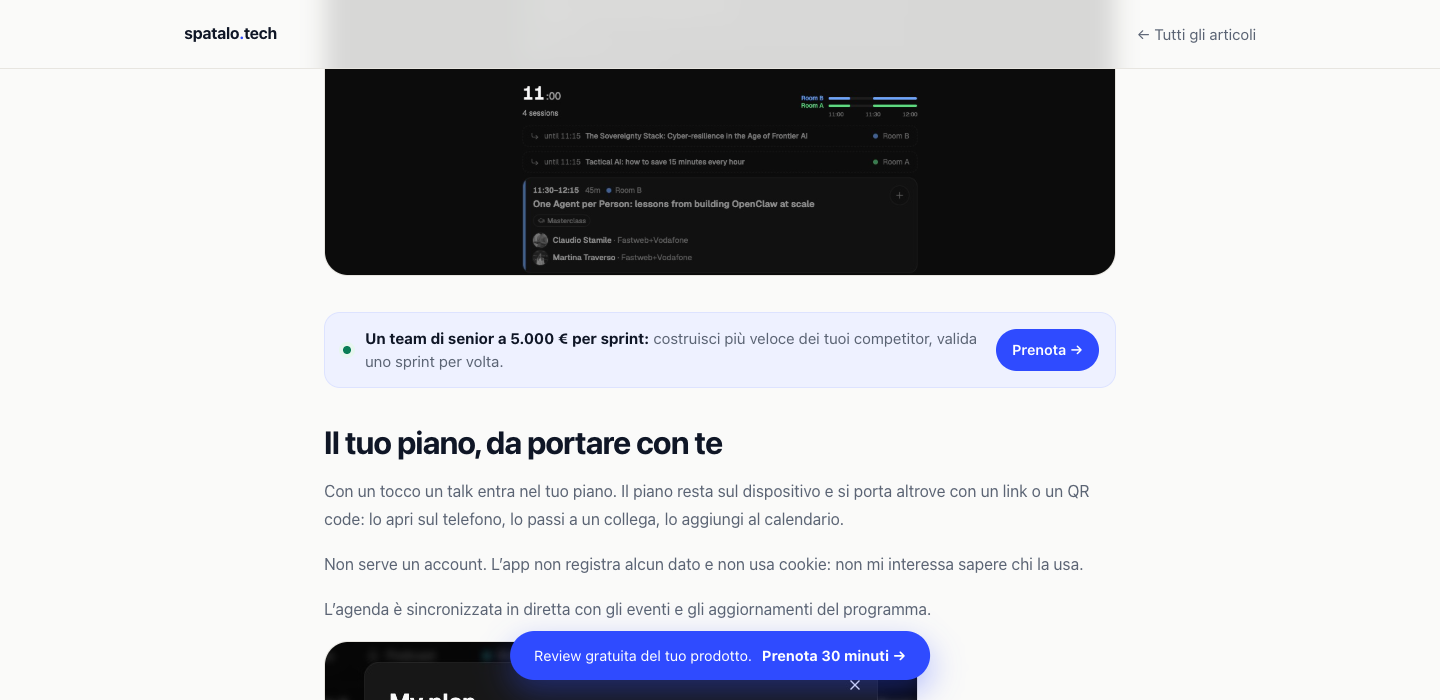 spatalo.tech
← Tutti gli articoli
11:00
4 sessions
Room B
Room A
11:00 11:30 12:00
until 11:15 The Sovereignty Stack: Cyber-resilience in the Age of Frontier AI Room B
until 11:15 Tactical AI: how to save 15 minutes every hour Room A
11:30–12:15 45m Room B
One Agent per Person: lessons from building OpenClaw at scale
Masterclass
Claudio Stamile · Fastweb+Vodafone
Martina Traverso · Fastweb+Vodafone
Un team di senior a 5.000 € per sprint: costruisci più veloce dei tuoi competitor, valida
uno sprint per volta.
Prenota →
Il tuo piano, da portare con te
Con un tocco un talk entra nel tuo piano. Il piano resta sul dispositivo e si porta altrove con un link o un QR
code: lo apri sul telefono, lo passi a un collega, lo aggiungi al calendario.
Non serve un account. L’app non registra alcun dato e non usa cookie: non mi interessa sapere chi la usa.
L’agenda è sincronizzata in diretta con gli eventi e gli aggiornamenti del programma.
Review gratuita del tuo prodotto. Prenota 30 minuti →
My plan